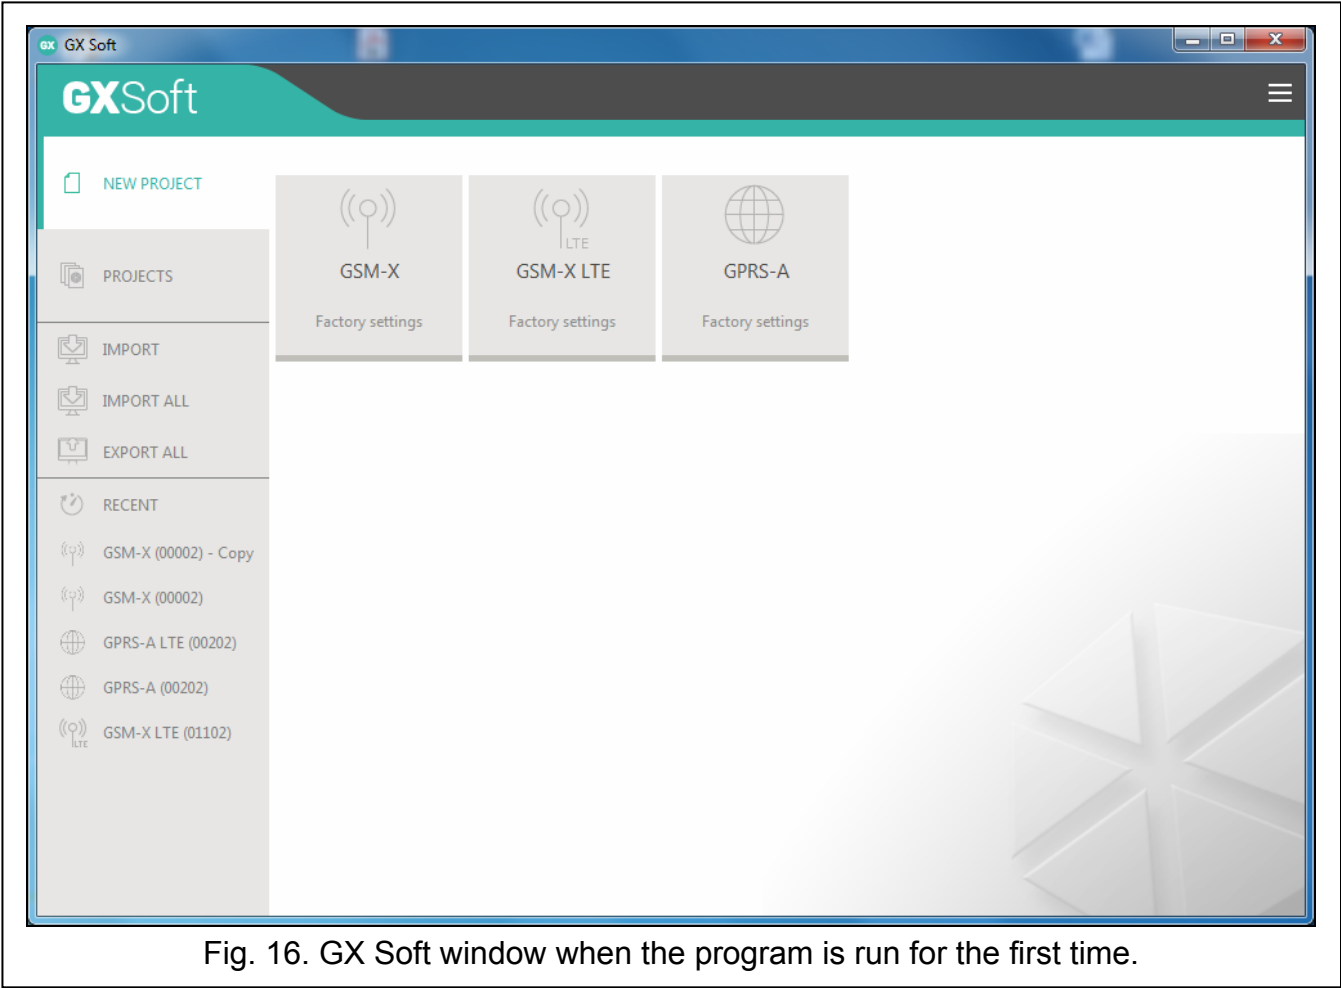 GX GX Soft
GXSoft
NEW PROJECT
PROJECTS
IMPORT
IMPORT ALL
EXPORT ALL
RECENT
GSM-X (00002) - Copy
GSM-X (00002)
GPRS-A LTE (00202)
GPRS-A (00202)
LTE GSM-X LTE (01102)
GSM-X
Factory settings
LTE
GSM-X LTE
Factory settings
GPRS-A
Factory settings
Fig. 16. GX Soft window when the program is run for the first time.